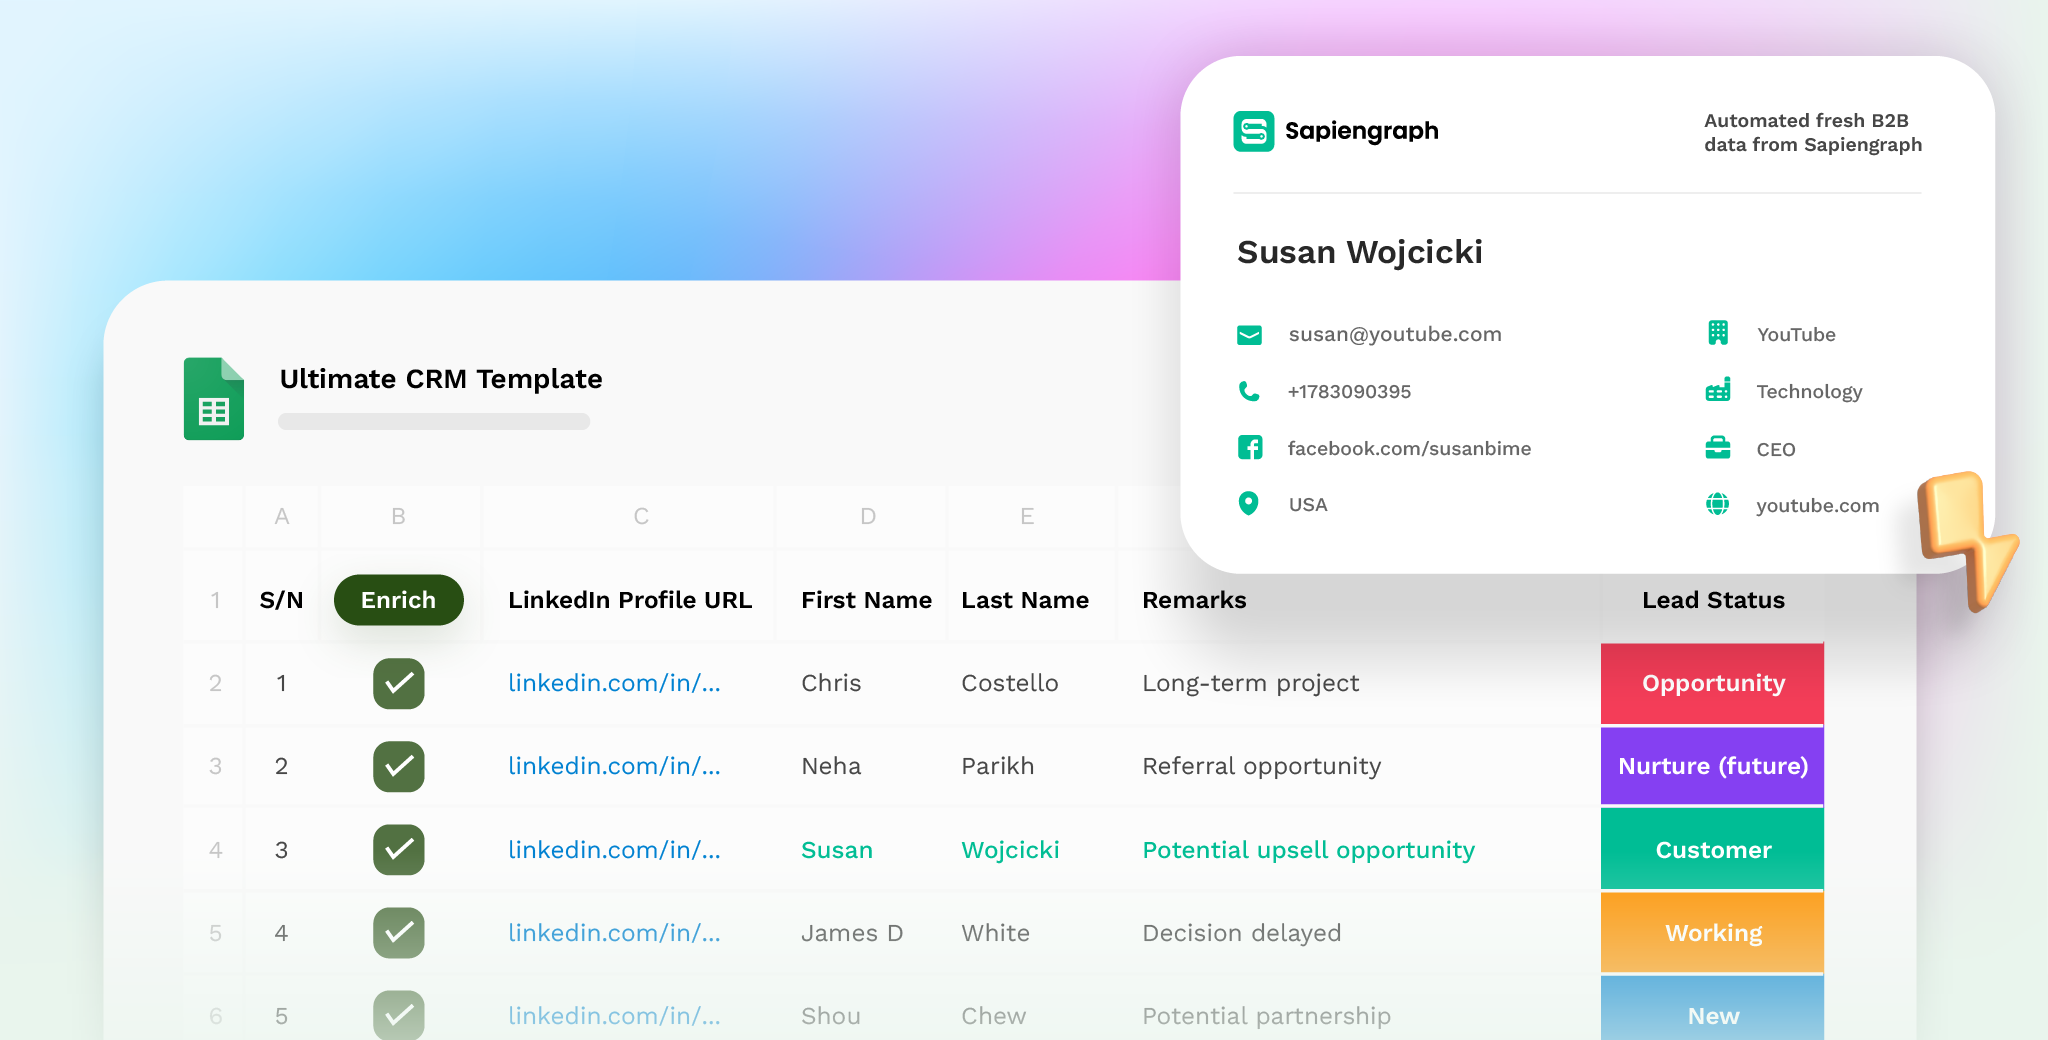 Sapiengraph
Automated fresh B2B
data from Sapiengraph
Susan Wojcicki
susan@youtube.com
YouTube
+1783090395
Technology
facebook.com/susanbime
CEO
USA
youtube.com
Ultimate CRM Template
A B C D E
1 S/N Enrich LinkedIn Profile URL First Name Last Name Remarks Lead Status
2 1 linkedin.com/in/... Chris Costello Long-term project Opportunity
3 2 linkedin.com/in/... Neha Parikh Referral opportunity Nurture (future)
4 3 linkedin.com/in/... Susan Wojcicki Potential upsell opportunity Customer
5 4 linkedin.com/in/... James D White Decision delayed Working
6 5 linkedin.com/in/... Shou Chew Potential partnership New